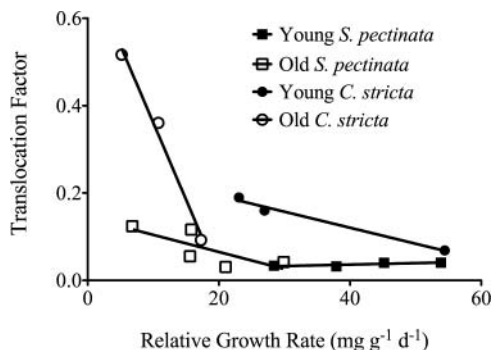 Young S. pectinata
Old S. pectinata
Young C. stricta
Old C. stricta
Translocation Factor
0.6
0.4
0.2
0.0
0
20
40
60
Relative Growth Rate (mg g-1 d-1)